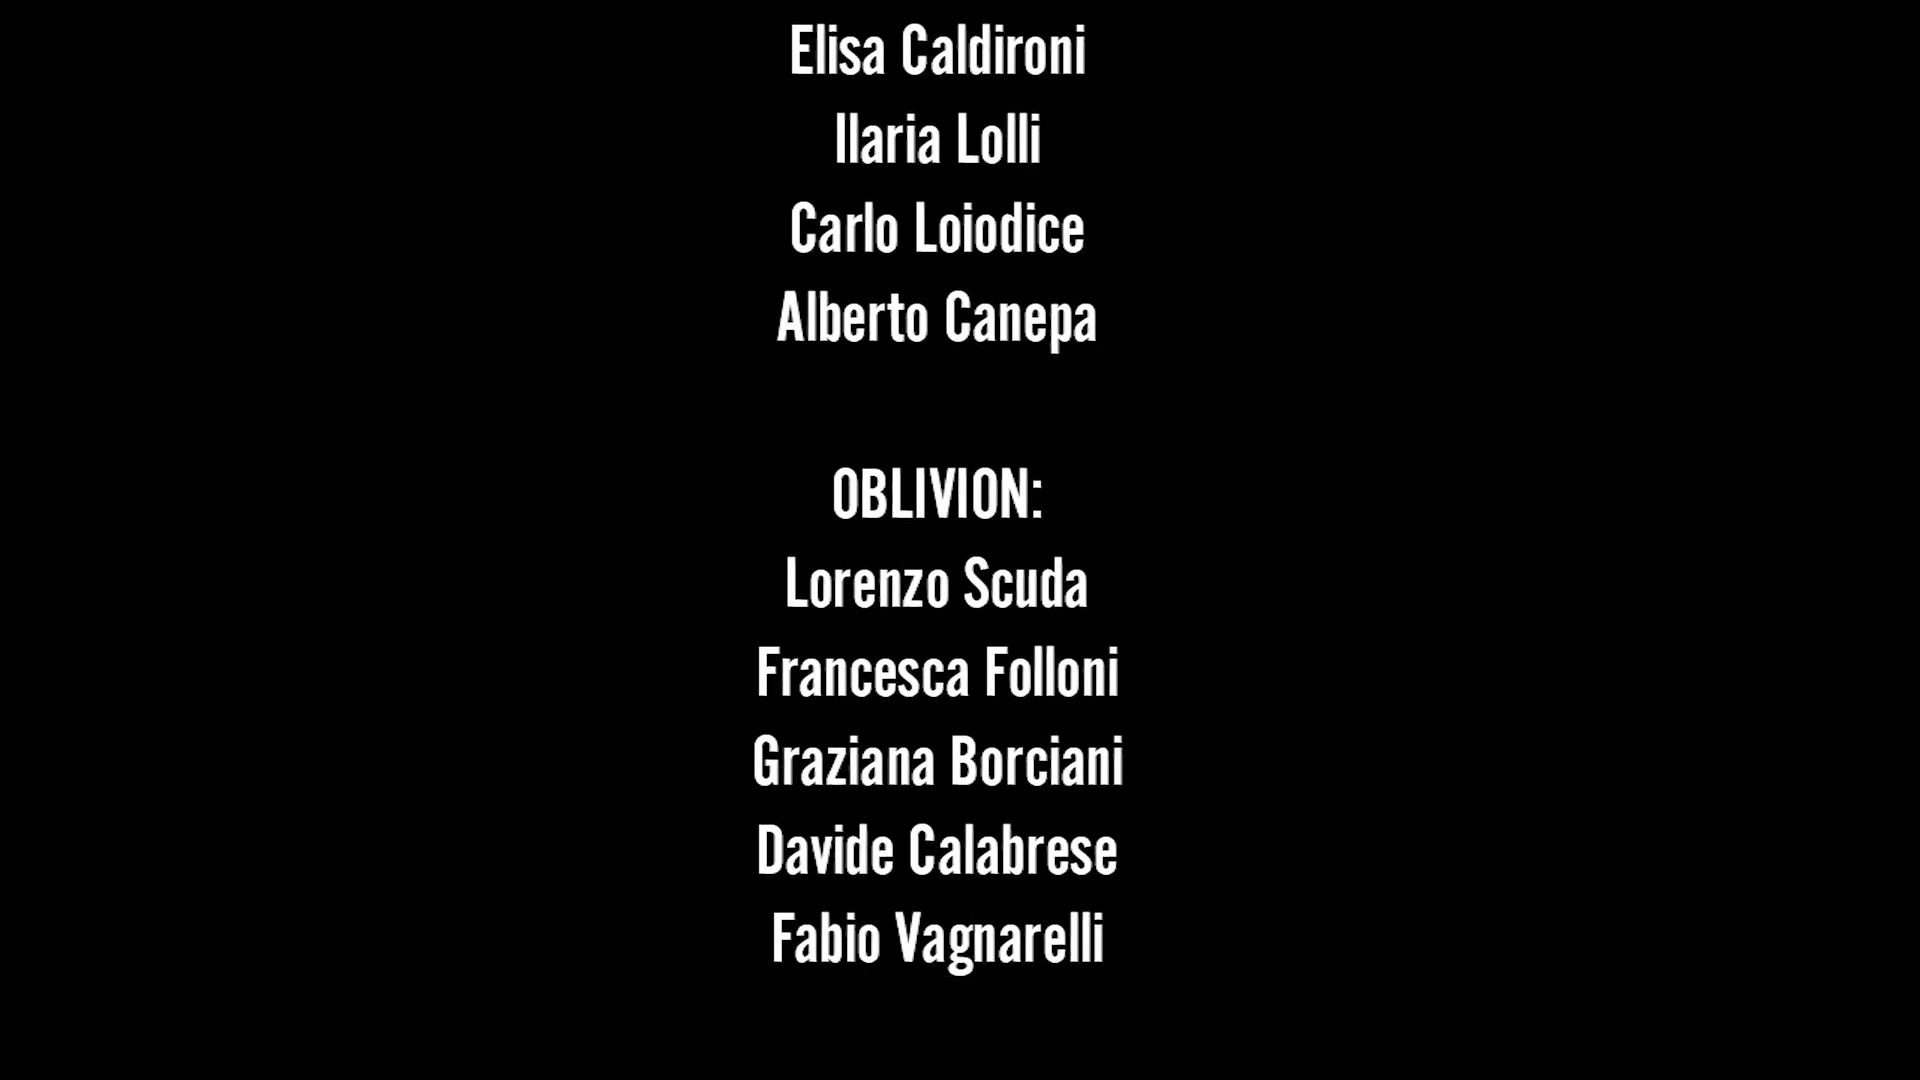 Elisa Caldironi
Ilaria Lolli
Carlo Loiodice
Alberto Canepa
OBLIVION:
Lorenzo Scuda
Francesca Folloni
Graziana Borciani
Davide Calabrese
Fabio Vagnarelli